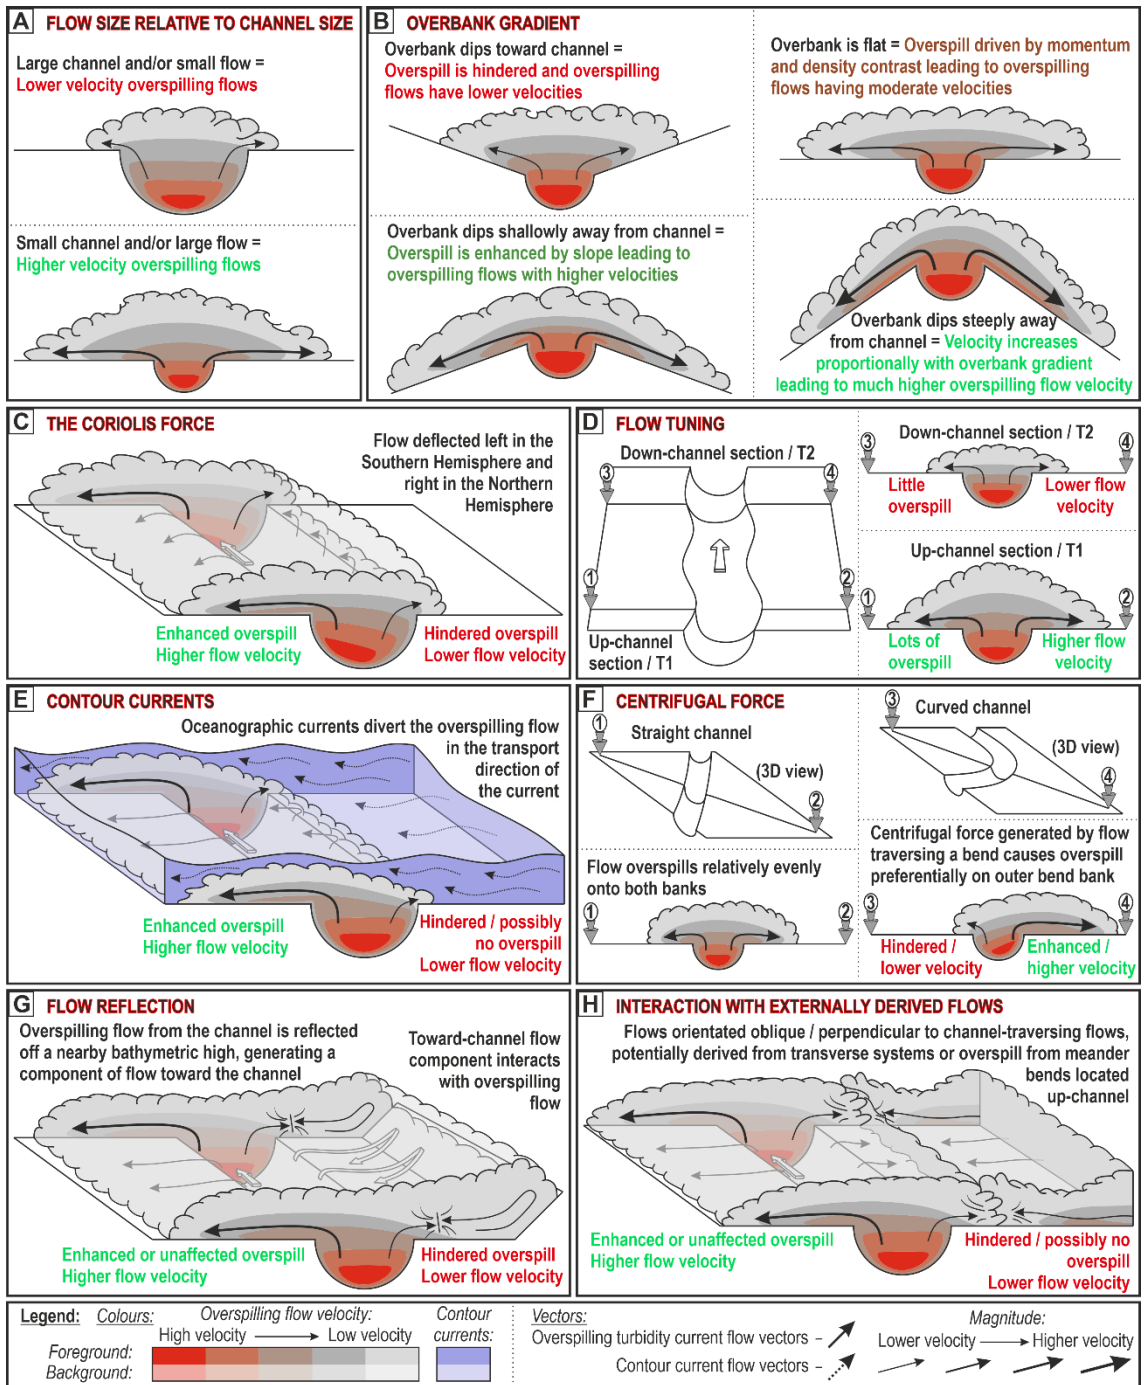 A FLOW SIZE RELATIVE TO CHANNEL SIZE
Large channel and/or small flow =
Lower velocity overspilling flows
Small channel and/or large flow =
Higher velocity overspilling flows
B OVERBANK GRADIENT
Overbank dips toward channel =
Overspill is hindered and overspilling
flows have lower velocities
Overbank is flat = Overspill driven by momentum
and density contrast leading to overspilling
flows having moderate velocities
Overbank dips shallowly away from channel =
Overspill is enhanced by slope leading to
overspilling flows with higher velocities
Overbank dips steeply away
from channel = Velocity increases
proportionally with overbank gradient
leading to much higher overspilling flow velocity
C THE CORIOLIS FORCE
Flow deflected left in the
Southern Hemisphere and
right in the Northern
Hemisphere
Enhanced overspill
Higher flow velocity
Hindered overspill
Lower flow velocity
D FLOW TUNING
Down-channel section / T2
3
4
1
2
Up-channel
section / T1
3
Down-channel section / T2
4
Little
overspill
Lower flow
velocity
Up-channel section / T1
1
2
Lots of
overspill
Higher flow
velocity
E CONTOUR CURRENTS
Oceanographic currents divert the overspilling flow
in the transport
direction of
the current
Enhanced overspill
Higher flow velocity
Hindered / possibly
no overspill
Lower flow velocity
F CENTRIFUGAL FORCE
1
Straight channel
(3D view)
2
Flow overspills relatively evenly
onto both banks
1
2
3
Curved channel
(3D view)
4
Centrifugal force generated by flow
traversing a bend causes overspill
preferentially on outer bend bank
3
4
Hindered /
lower velocity
Enhanced /
higher velocity
G FLOW REFLECTION
Overspilling flow from the channel is reflected
off a nearby bathymetric high, generating a
component of flow toward the channel
Toward-channel flow
component interacts
with overspilling
flow
Enhanced or unaffected overspill
Higher flow velocity
Hindered overspill
Lower flow velocity
H INTERACTION WITH EXTERNALLY DERIVED FLOWS
Flows orientated oblique / perpendicular to channel-traversing flows,
potentially derived from transverse systems or overspill from meander
bends located
up-channel
Enhanced or unaffected overspill
Higher flow velocity
Hindered / possibly no
overspill
Lower flow velocity
Legend: Colours: Overspilling flow velocity: Contour
High velocity Low velocity currents:
Foreground:
Background:
Vectors: Magnitude:
Overspilling turbidity current flow vectors - Lower velocity Higher velocity
Contour current flow vectors -